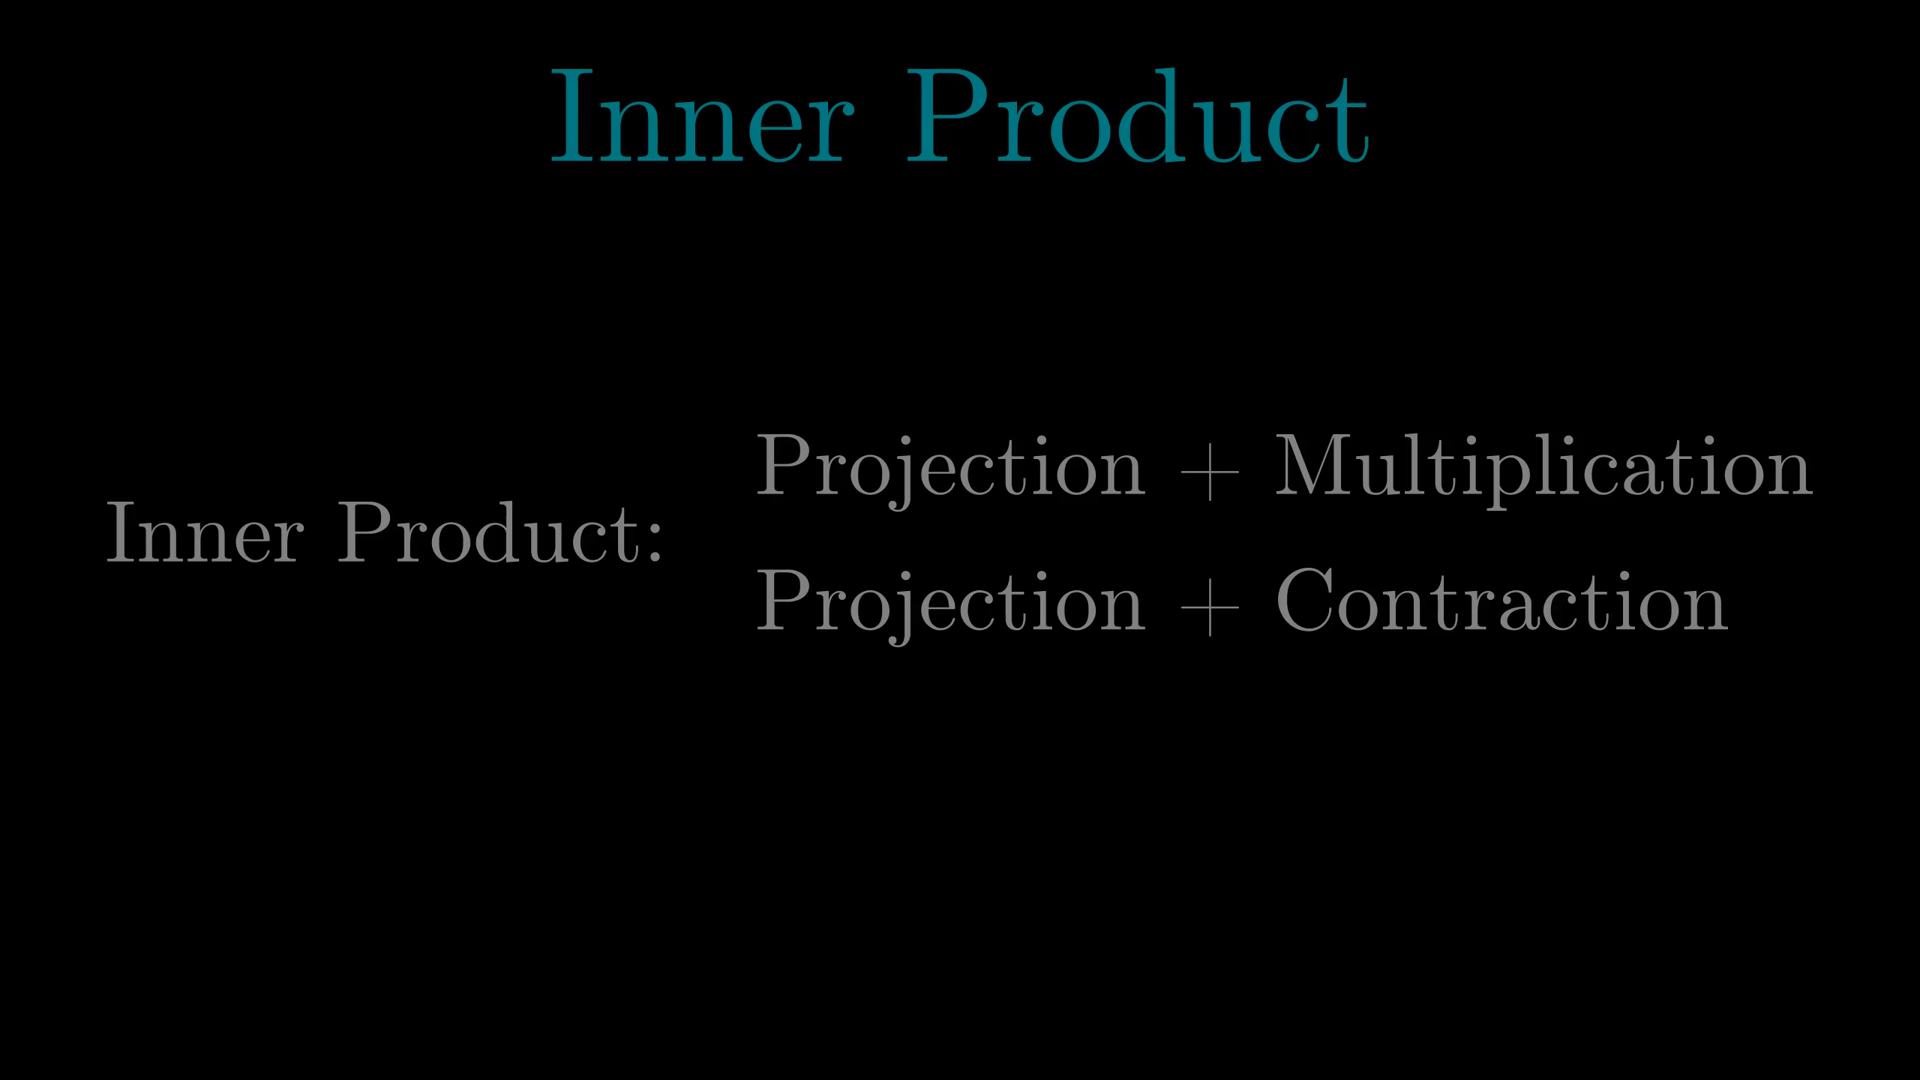 Inner Product
Projection + Multiplication
Inner Product:
Projection + Contraction